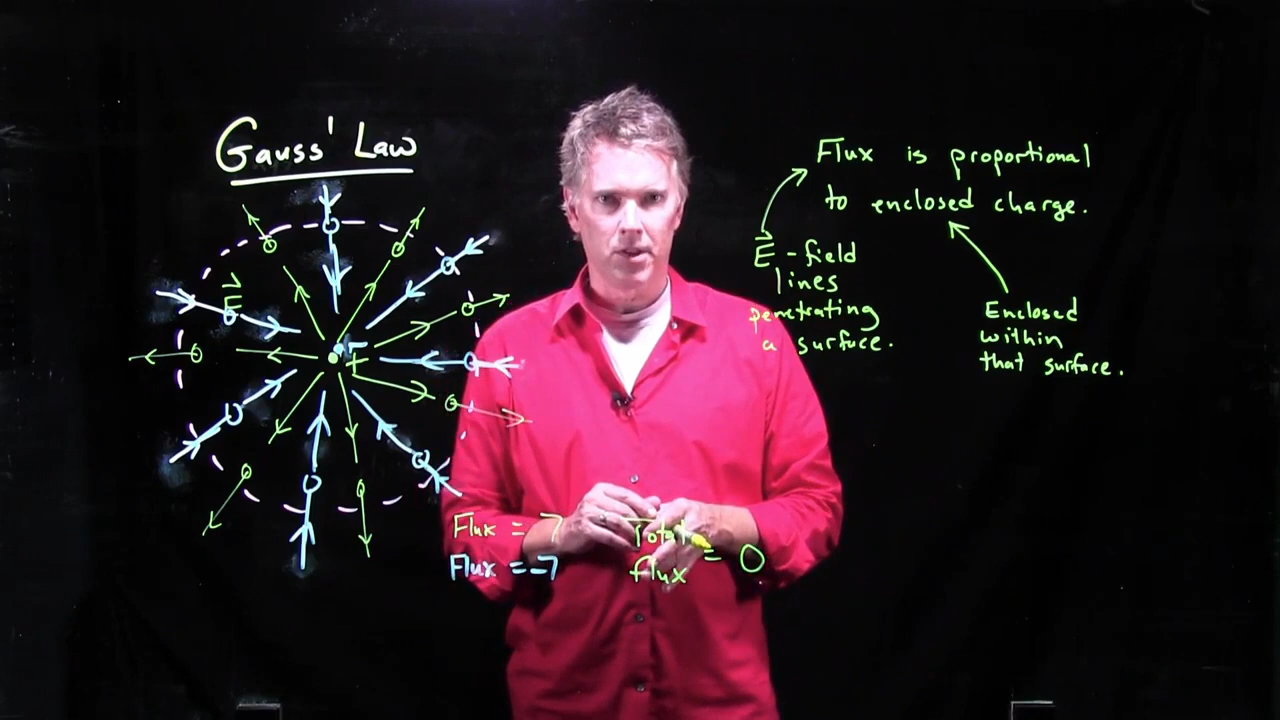 Gauss' Law
Flux is proportional
to enclosed charge.
E-field
lines
penetrating
a surface.
Enclosed
within
that surface.
E
+
Flux = 7
Flux = -7
Total
flux
= 0